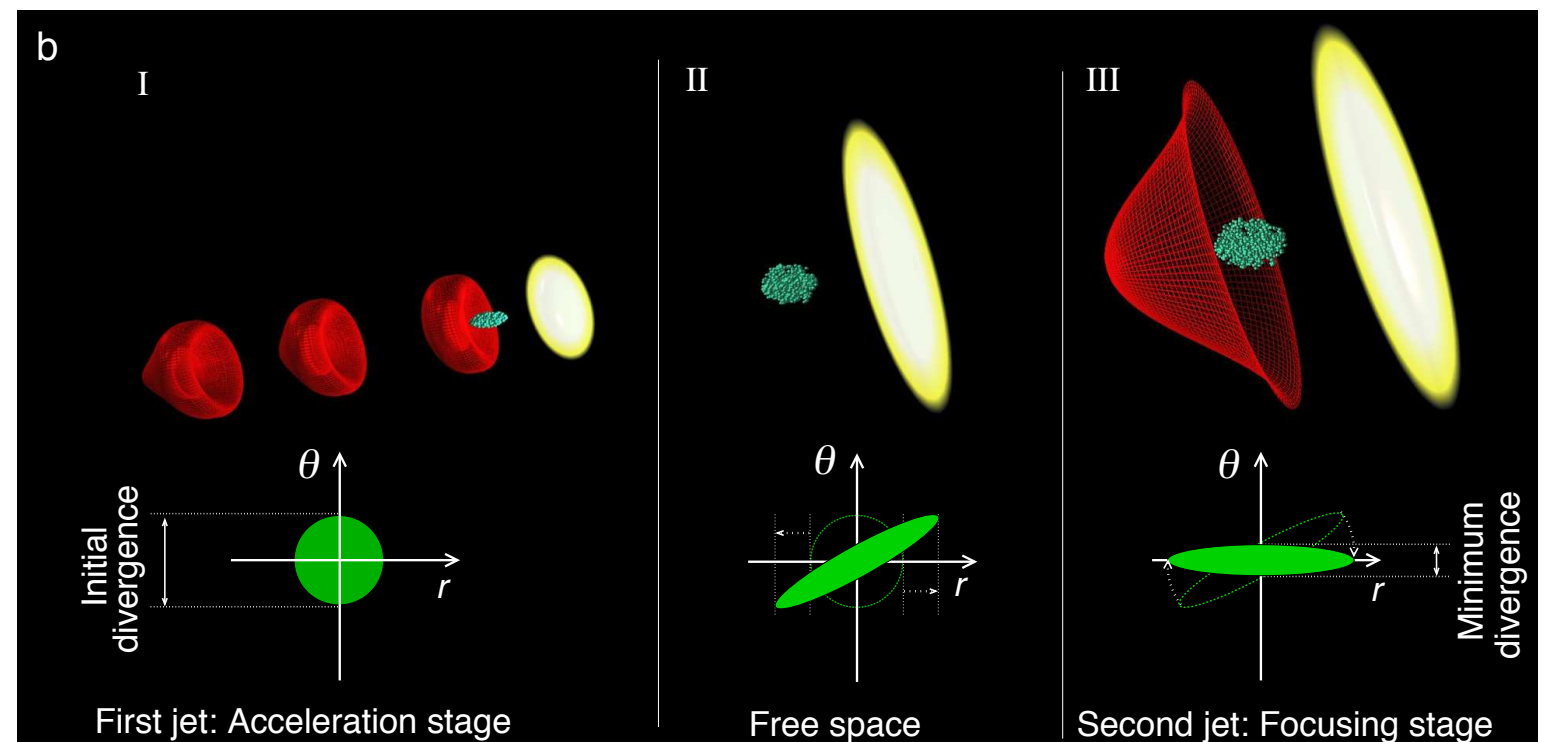 b
I
II
III
θ
r
Initial
divergence
θ
r
θ
r
Minimum
divergence
First jet: Acceleration stage
Free space
Second jet: Focusing stage